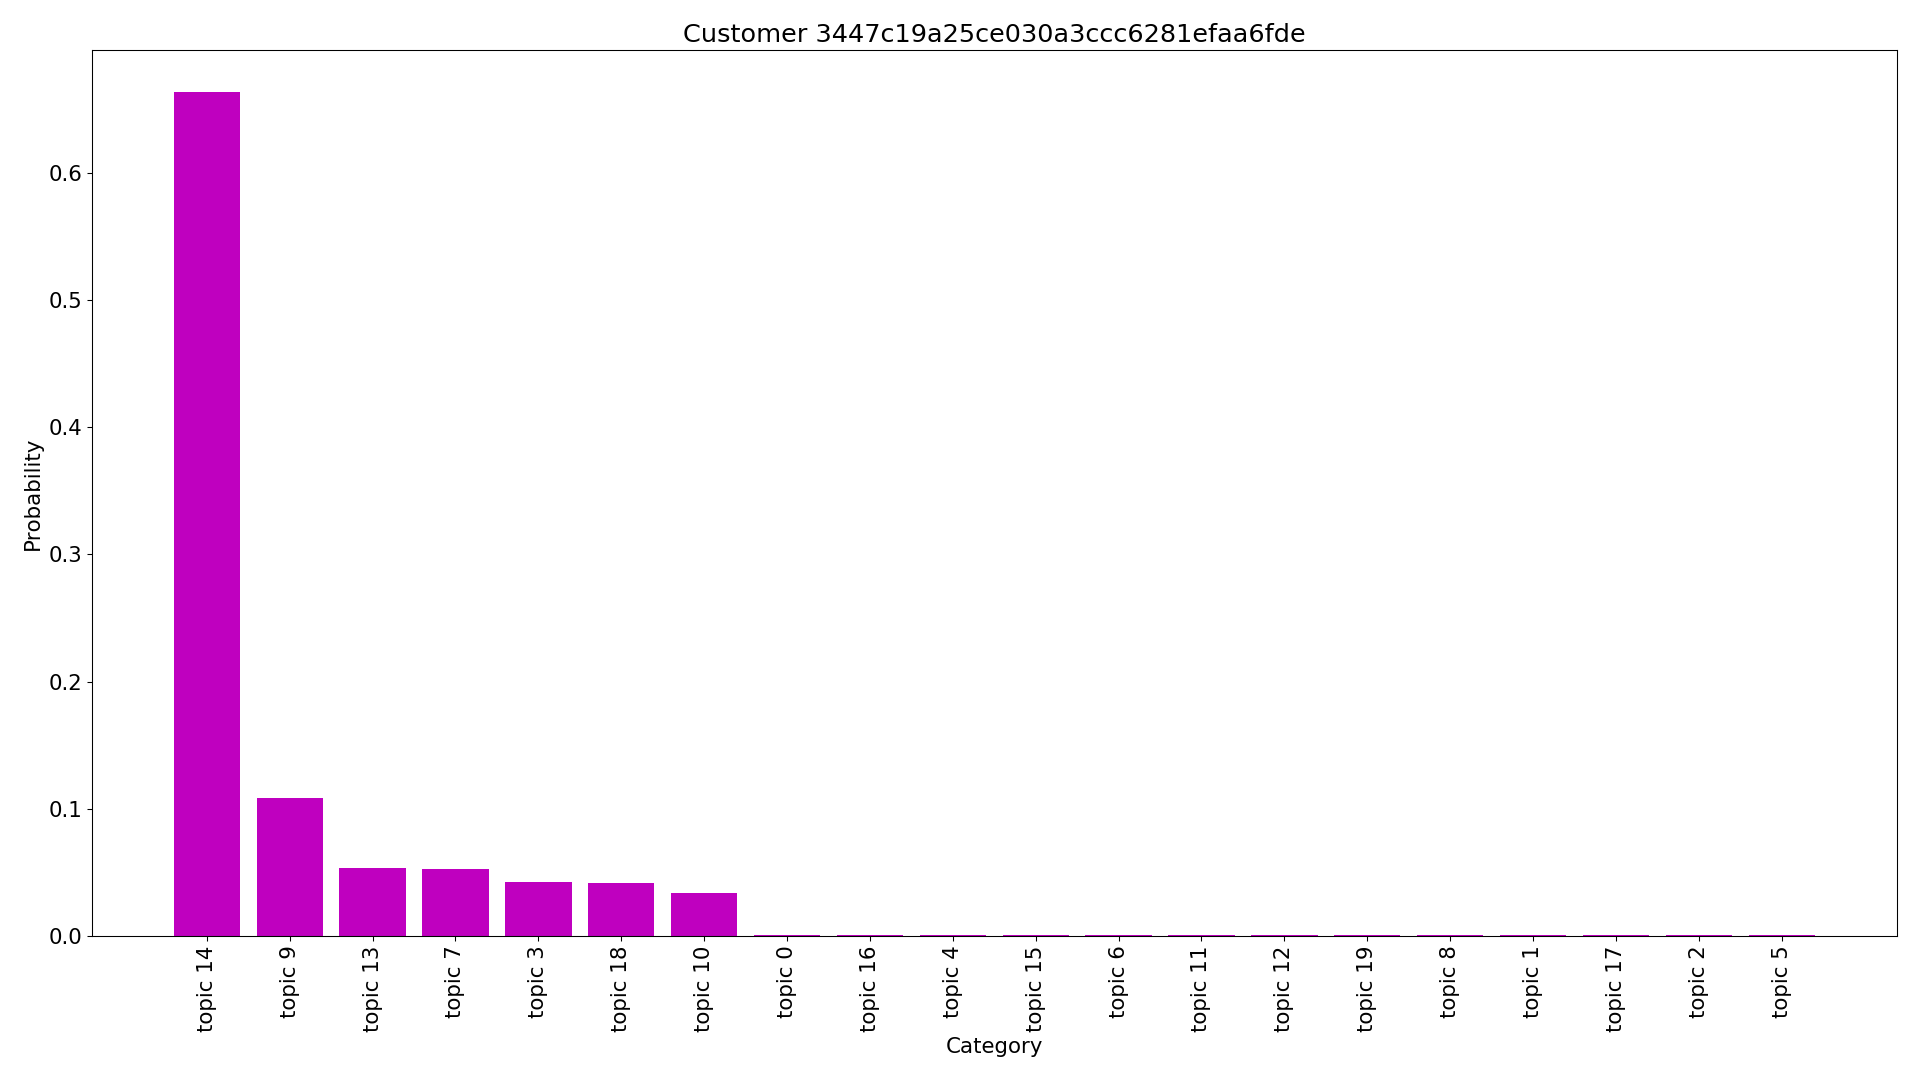 Customer 3447c19a25ce030a3ccc6281efaa6fde
Probability
0.6
0.5
0.4
0.3
0.2
0.1
0.0
topic 14
topic 9
topic 13
topic 7
topic 3
topic 18
topic 10
topic 0
topic 16
topic 4
topic 15
topic 6
topic 11
topic 12
topic 19
topic 8
topic 1
topic 17
topic 2
topic 5
Category